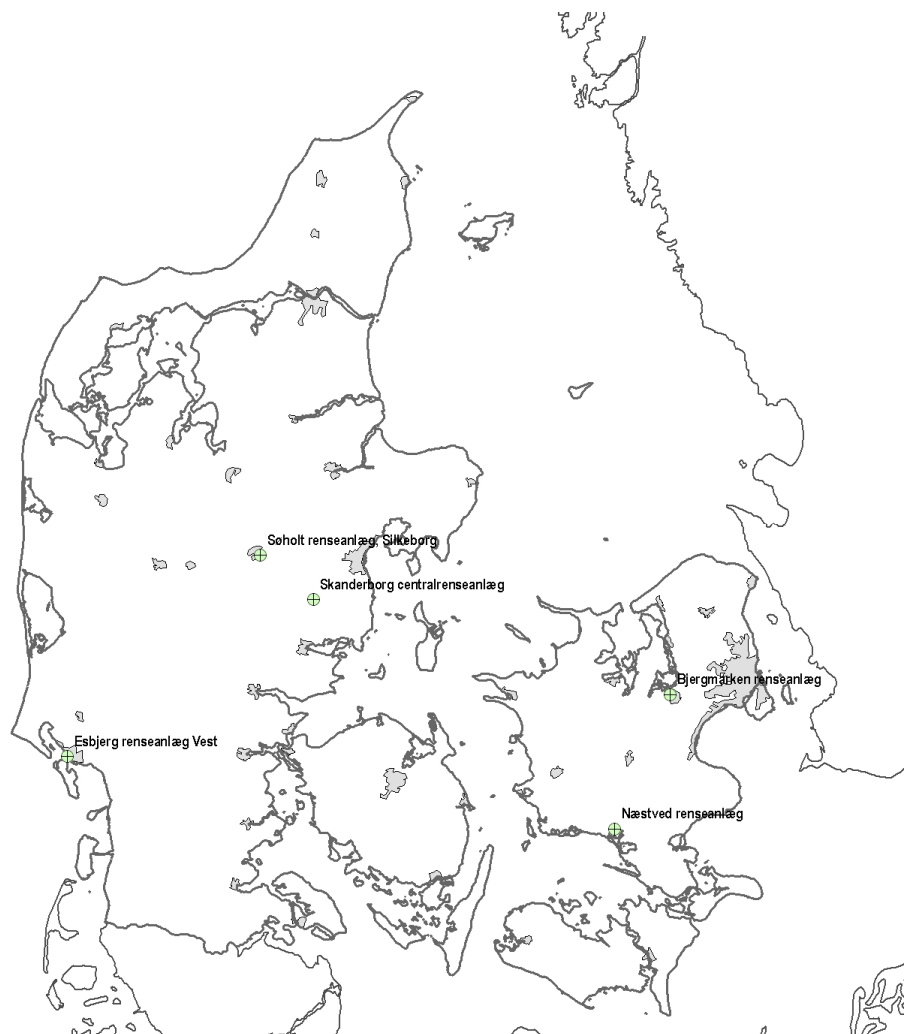 Søholt renseanlæg, Silkeborg
Skanderborg centralrenseanlæg
Bjergmarken renseanlæg
Esbjerg renseanlæg Vest
Næstved renseanlæg